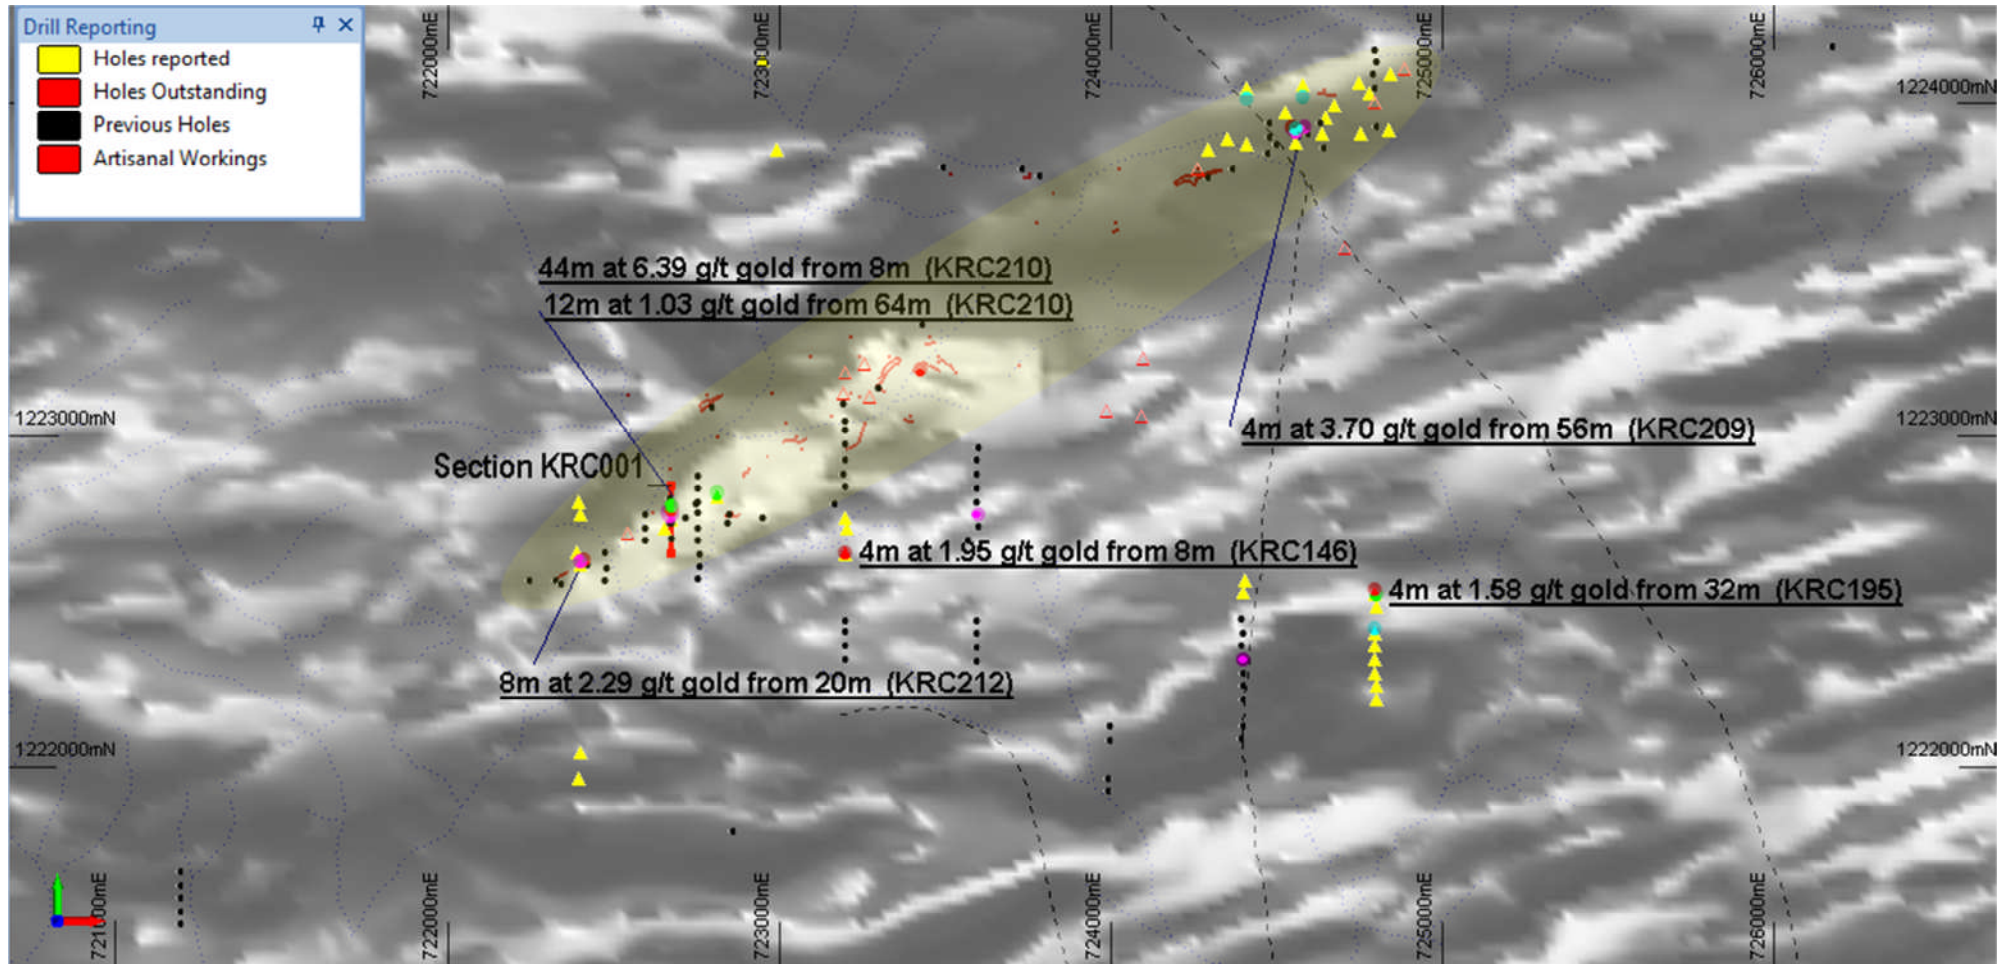 Drill Reporting
Holes reported
Holes Outstanding
Previous Holes
Artisanal Workings
722000mE
723000mE
724000mE
725000mE
726000mE
1224000mN
1224000mN
44m at 6.39 g/t gold from 8m (KRC210)
12m at 1.03 g/t gold from 64m (KRC210)
1223000mN
1223000mN
4m at 3.70 g/t gold from 56m (KRC209)
Section KRC001
4m at 1.95 g/t gold from 8m (KRC146)
4m at 1.58 g/t gold from 32m (KRC195)
8m at 2.29 g/t gold from 20m (KRC212)
1222000mN
1222000mN
721000mE
722000mE
723000mE
724000mE
725000mE
726000mE